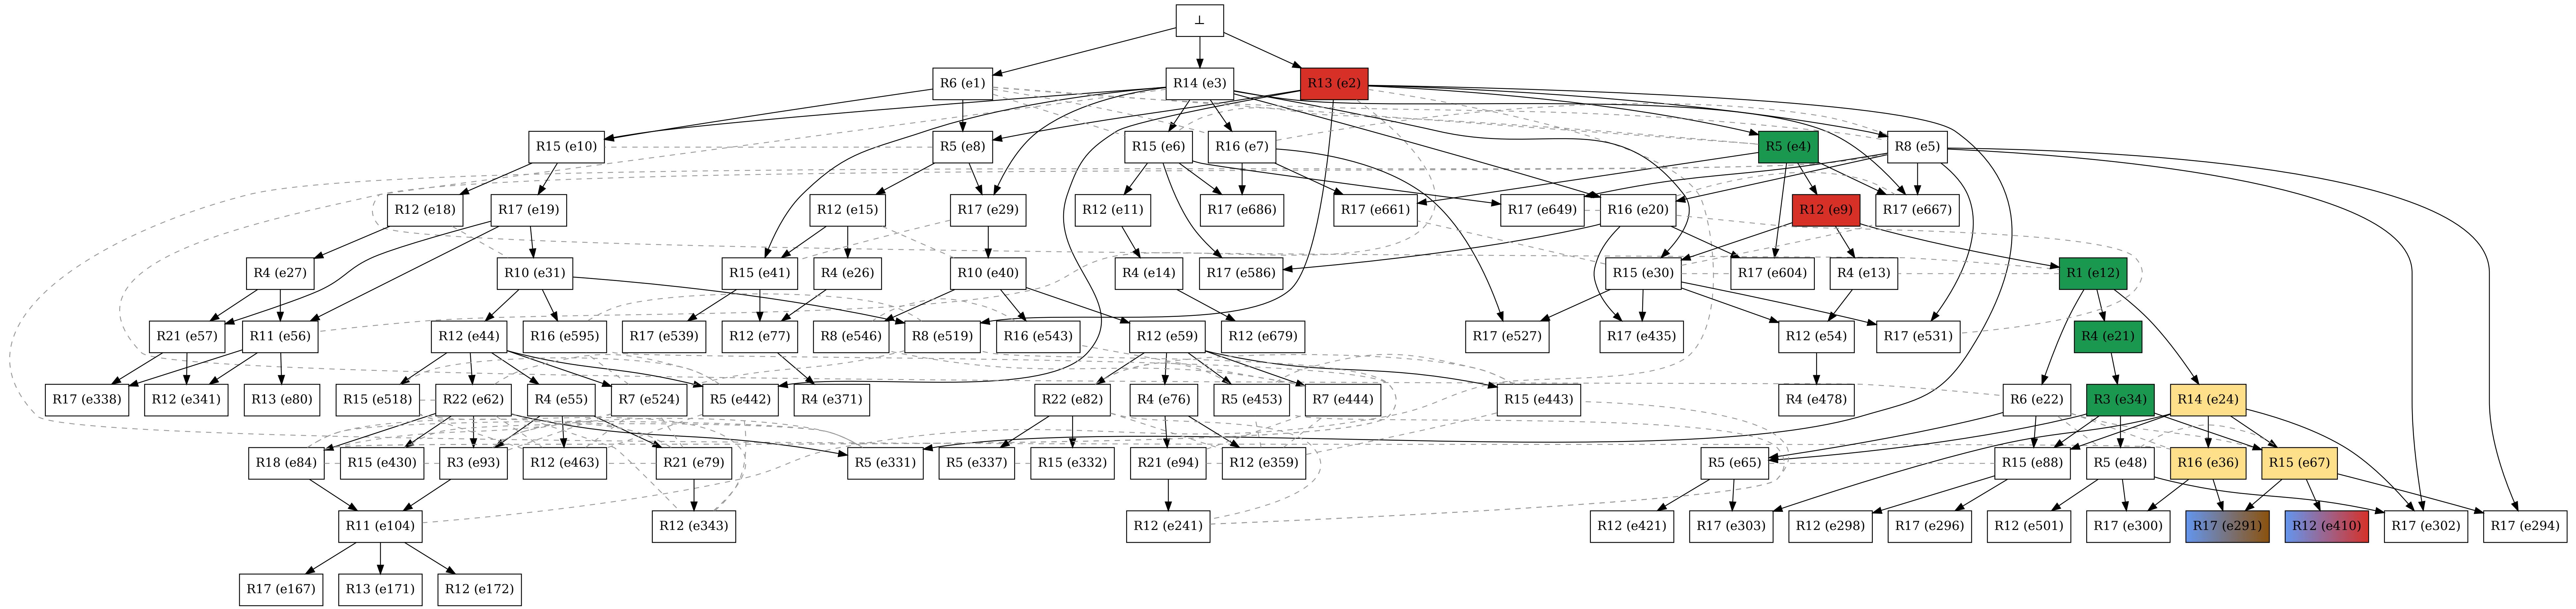 ⊥
R6 (e1)
R14 (e3)
R13 (e2)
R15 (e10)
R5 (e8)
R15 (e6)
R16 (e7)
R5 (e4)
R8 (e5)
R12 (e18)
R17 (e19)
R12 (e15)
R17 (e29)
R12 (e11)
R17 (e686)
R17 (e661)
R17 (e649)
R16 (e20)
R12 (e9)
R17 (e667)
R4 (e27)
R10 (e31)
R15 (e41)
R4 (e26)
R10 (e40)
R4 (e14)
R17 (e586)
R15 (e30)
R17 (e604)
R4 (e13)
R1 (e12)
R21 (e57)
R11 (e56)
R12 (e44)
R16 (e595)
R17 (e539)
R12 (e77)
R8 (e546)
R8 (e519)
R16 (e543)
R12 (e59)
R12 (e679)
R17 (e527)
R17 (e435)
R12 (e54)
R17 (e531)
R4 (e21)
R17 (e338)
R12 (e341)
R13 (e80)
R15 (e518)
R22 (e62)
R4 (e55)
R7 (e524)
R5 (e442)
R4 (e371)
R22 (e82)
R4 (e76)
R5 (e453)
R7 (e444)
R15 (e443)
R4 (e478)
R6 (e22)
R3 (e34)
R14 (e24)
R18 (e84)
R15 (e430)
R3 (e93)
R12 (e463)
R21 (e79)
R5 (e331)
R5 (e337)
R15 (e332)
R21 (e94)
R12 (e359)
R5 (e65)
R15 (e88)
R5 (e48)
R16 (e36)
R15 (e67)
R11 (e104)
R12 (e343)
R12 (e241)
R12 (e421)
R17 (e303)
R12 (e298)
R17 (e296)
R12 (e501)
R17 (e300)
R17 (e291)
R12 (e410)
R17 (e302)
R17 (e294)
R17 (e167)
R13 (e171)
R12 (e172)